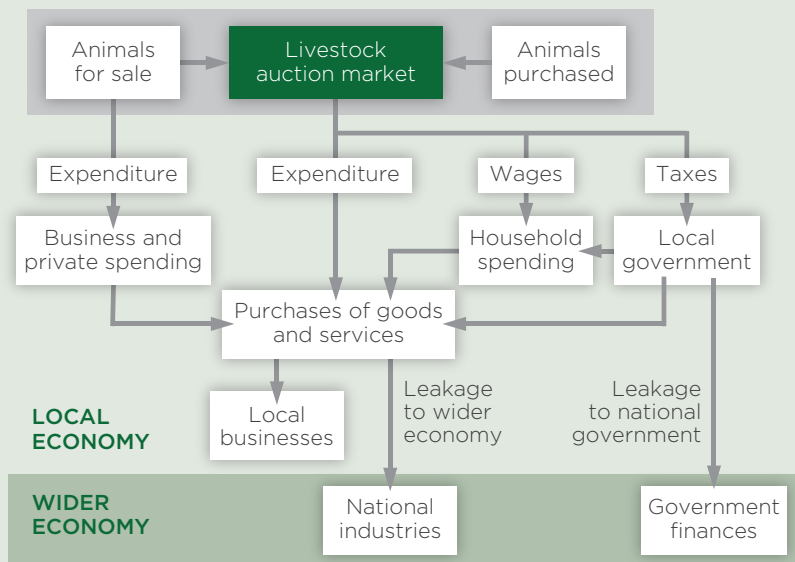 Animals
for sale
Livestock
auction market
Animals
purchased
Expenditure
Expenditure
Wages
Taxes
Business and
private spending
Household
spending
Local
government
Purchases of goods
and services
Local
businesses
Leakage
to wider
economy
Leakage
to national
government
LOCAL
ECONOMY
WIDER
ECONOMY
National
industries
Government
finances